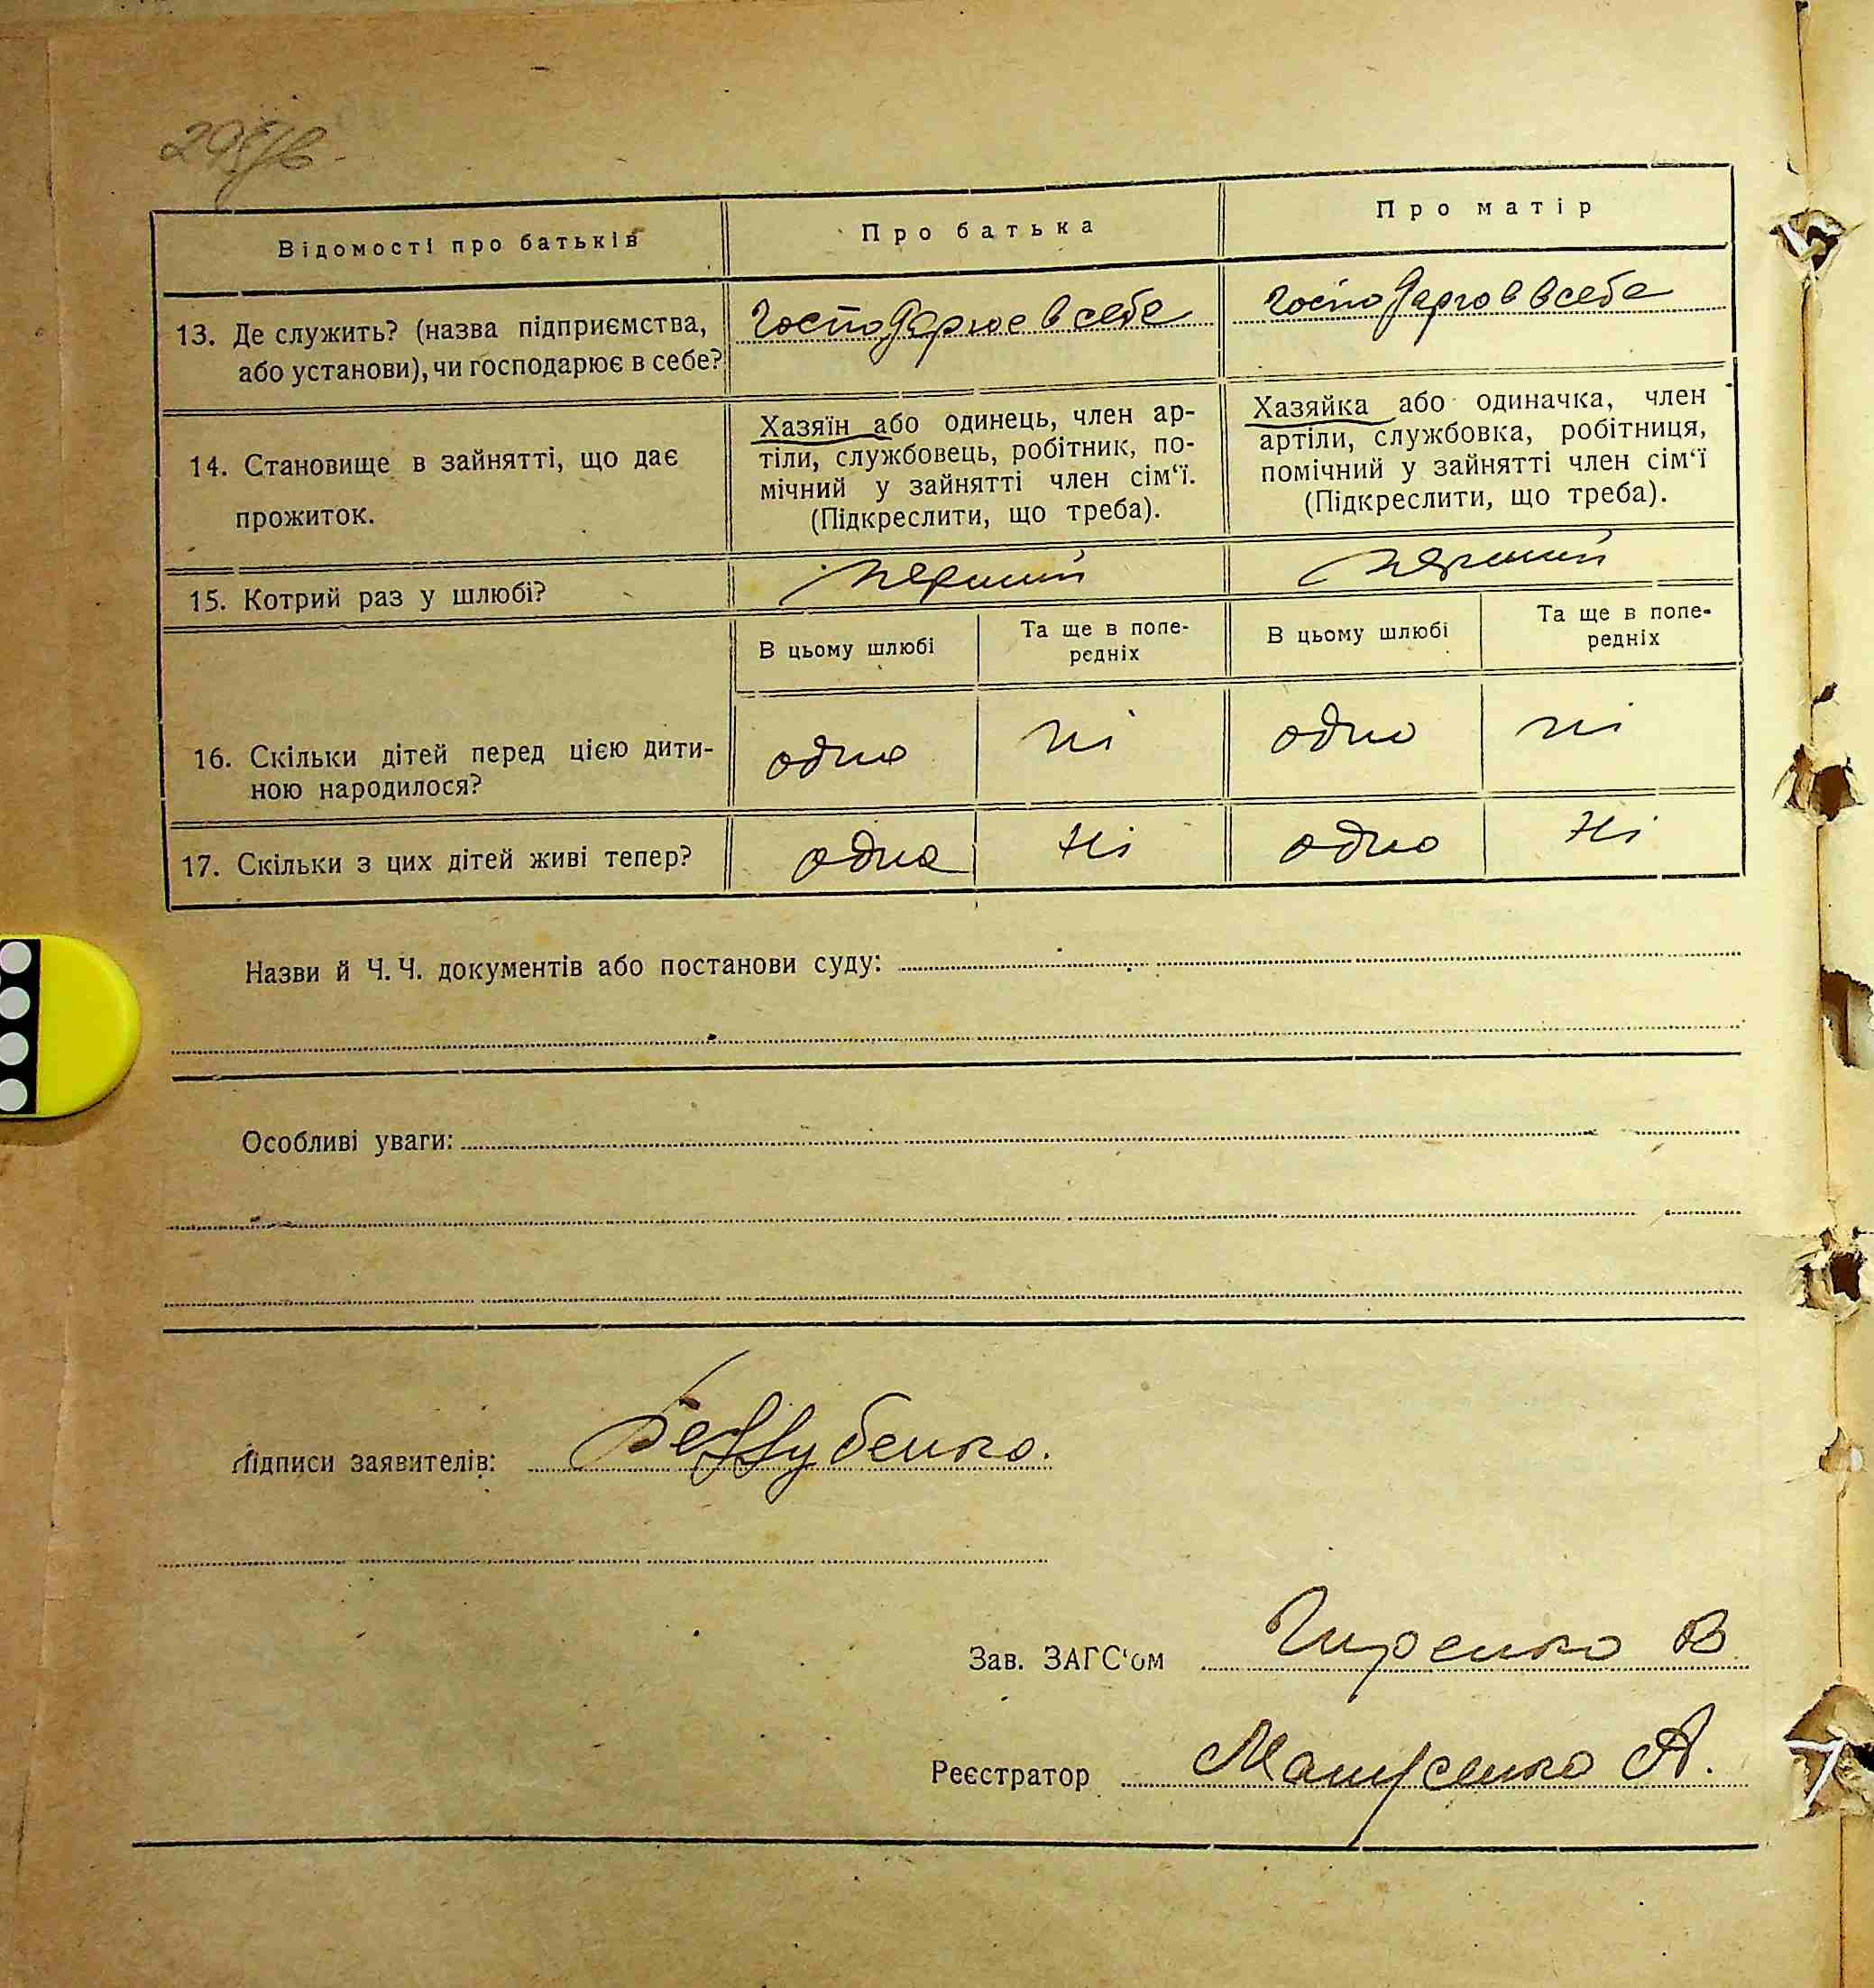 Відомості про батьків
Про батька
Про матір
13. Де служить? (назва підприємства,
або установи), чи господарює в себе?
Господарює в себе
господарює в себе
14. Становище в зайнятті, що дає
прожиток.
Хазяїн або одинець, член ар-
тіли, службовець, робітник, по-
мічний у зайнятті член сім‘ї.
(Підкреслити, що треба).
Хазяйка або одиначка, член
артіли, службовка, робітниця,
помічний у зайнятті член сім‘ї
(Підкреслити, що треба).
15. Котрий раз у шлюбі?
перший
перший
В цьому шлюбі
Та ще в попе-
редніх
В цьому шлюбі
Та ще в попе-
редніх
16. Скільки дітей перед цією дити-
ною народилося?
одно
ні
одно
ні
17. Скільки з цих дітей живі тепер?
одно
Ні
одно
Ні
Назви й Ч. Ч. документів або постанови суду:
Особливі уваги:
Підписи заявителів:
Беззубенко.
Зав. ЗАГС‘ом
В
Реєстратор
А.